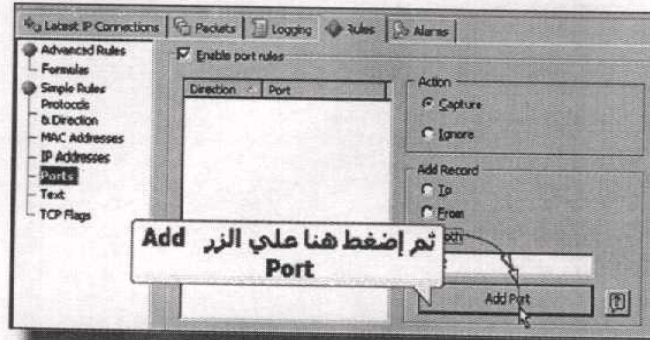 Latest IP Connections
Packets
Logging
Rules
Alarms
Advanced Rules
Formulas
Simple Rules
Protocols
& Direction
MAC Addresses
IP Addresses
Ports
Text
TCP Flags
Enable port rules
Direction
Port
Action
Capture
Ignore
Add Record
To
From
ثم إضغط هنا علي الزر Add
Port
Add Port